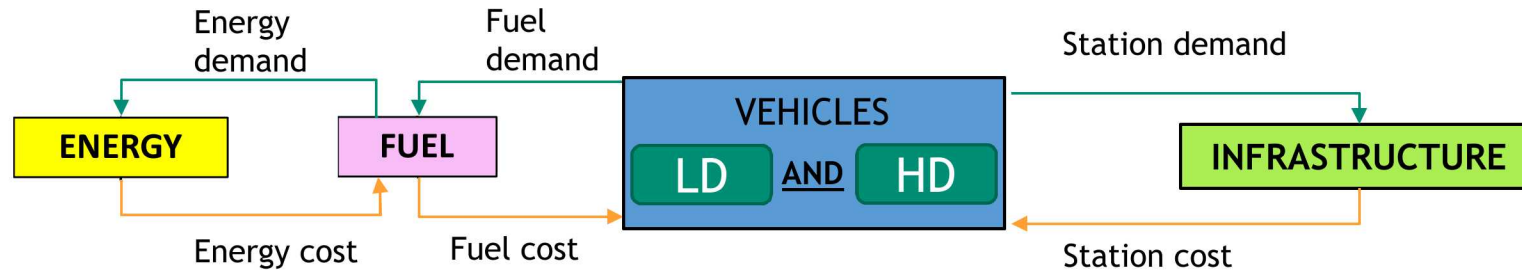 Energy
demand
Fuel
demand
Station demand
ENERGY
FUEL
VEHICLES
LD AND HD
INFRASTRUCTURE
Energy cost
Fuel cost
Station cost